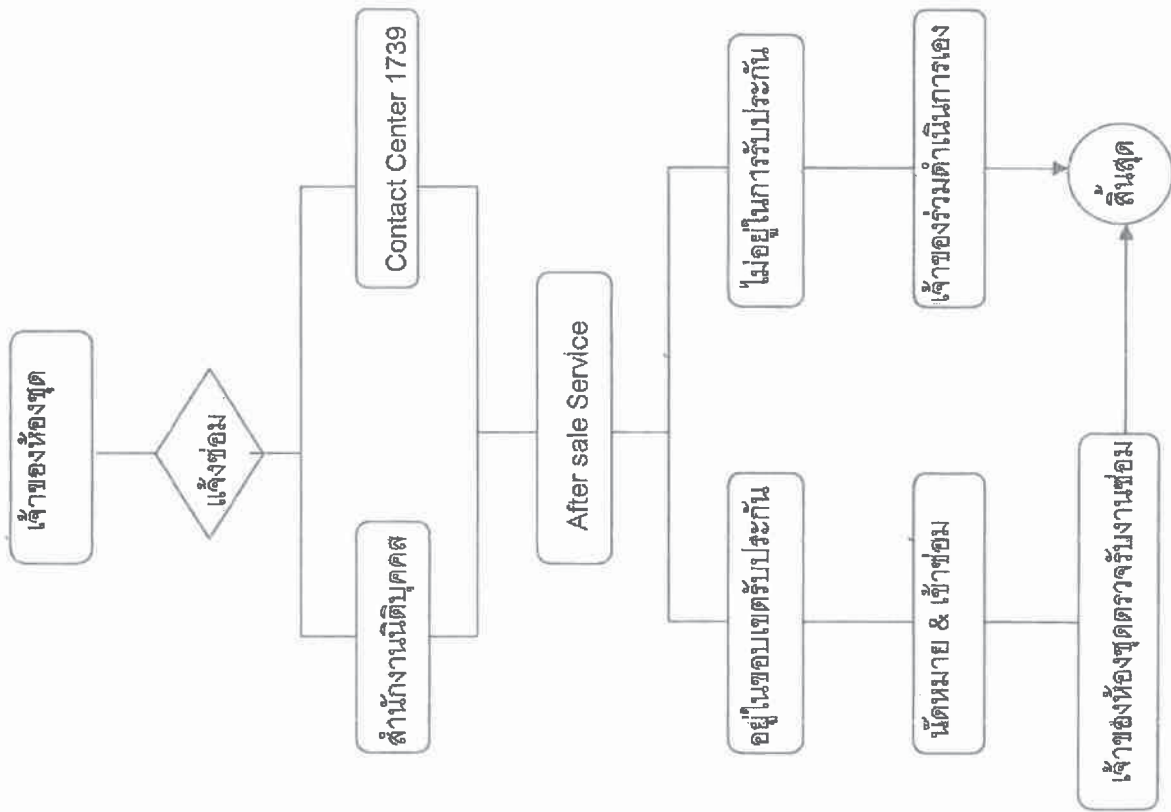 เจ้าของห้องชุด
แจ้งซ่อม
สำนักงานนิติบุคคล
Contact Center 1739
After sale Service
อยู่ในขอบเขตรับประกัน
ไม่อยู่ในการรับประกัน
นัดหมาย & เข้าซ่อม
เจ้าของร่วมดำเนินการเอง
เจ้าของห้องชุดตรวจรับงานซ่อม
สิ้นสุด